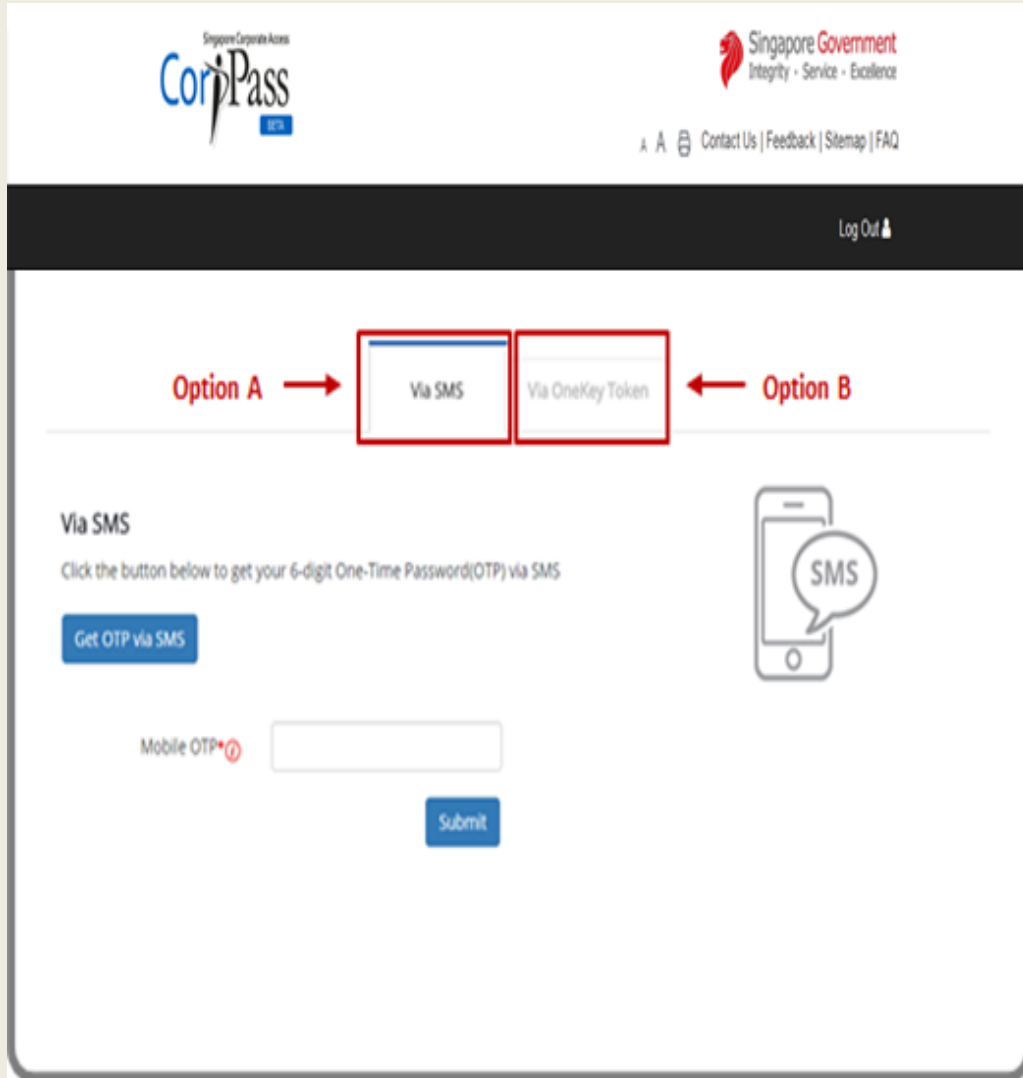 Singapore Corporate Access
CorpPass
BETA
Singapore Government
Integrity · Service · Excellence
A A Contact Us | Feedback | Sitemap | FAQ
Log Out
Option A Via SMS Via OneKey Token Option B
Via SMS
Click the button below to get your 6-digit One-Time Password(OTP) via SMS
SMS
Get OTP via SMS
Mobile OTP*
Submit